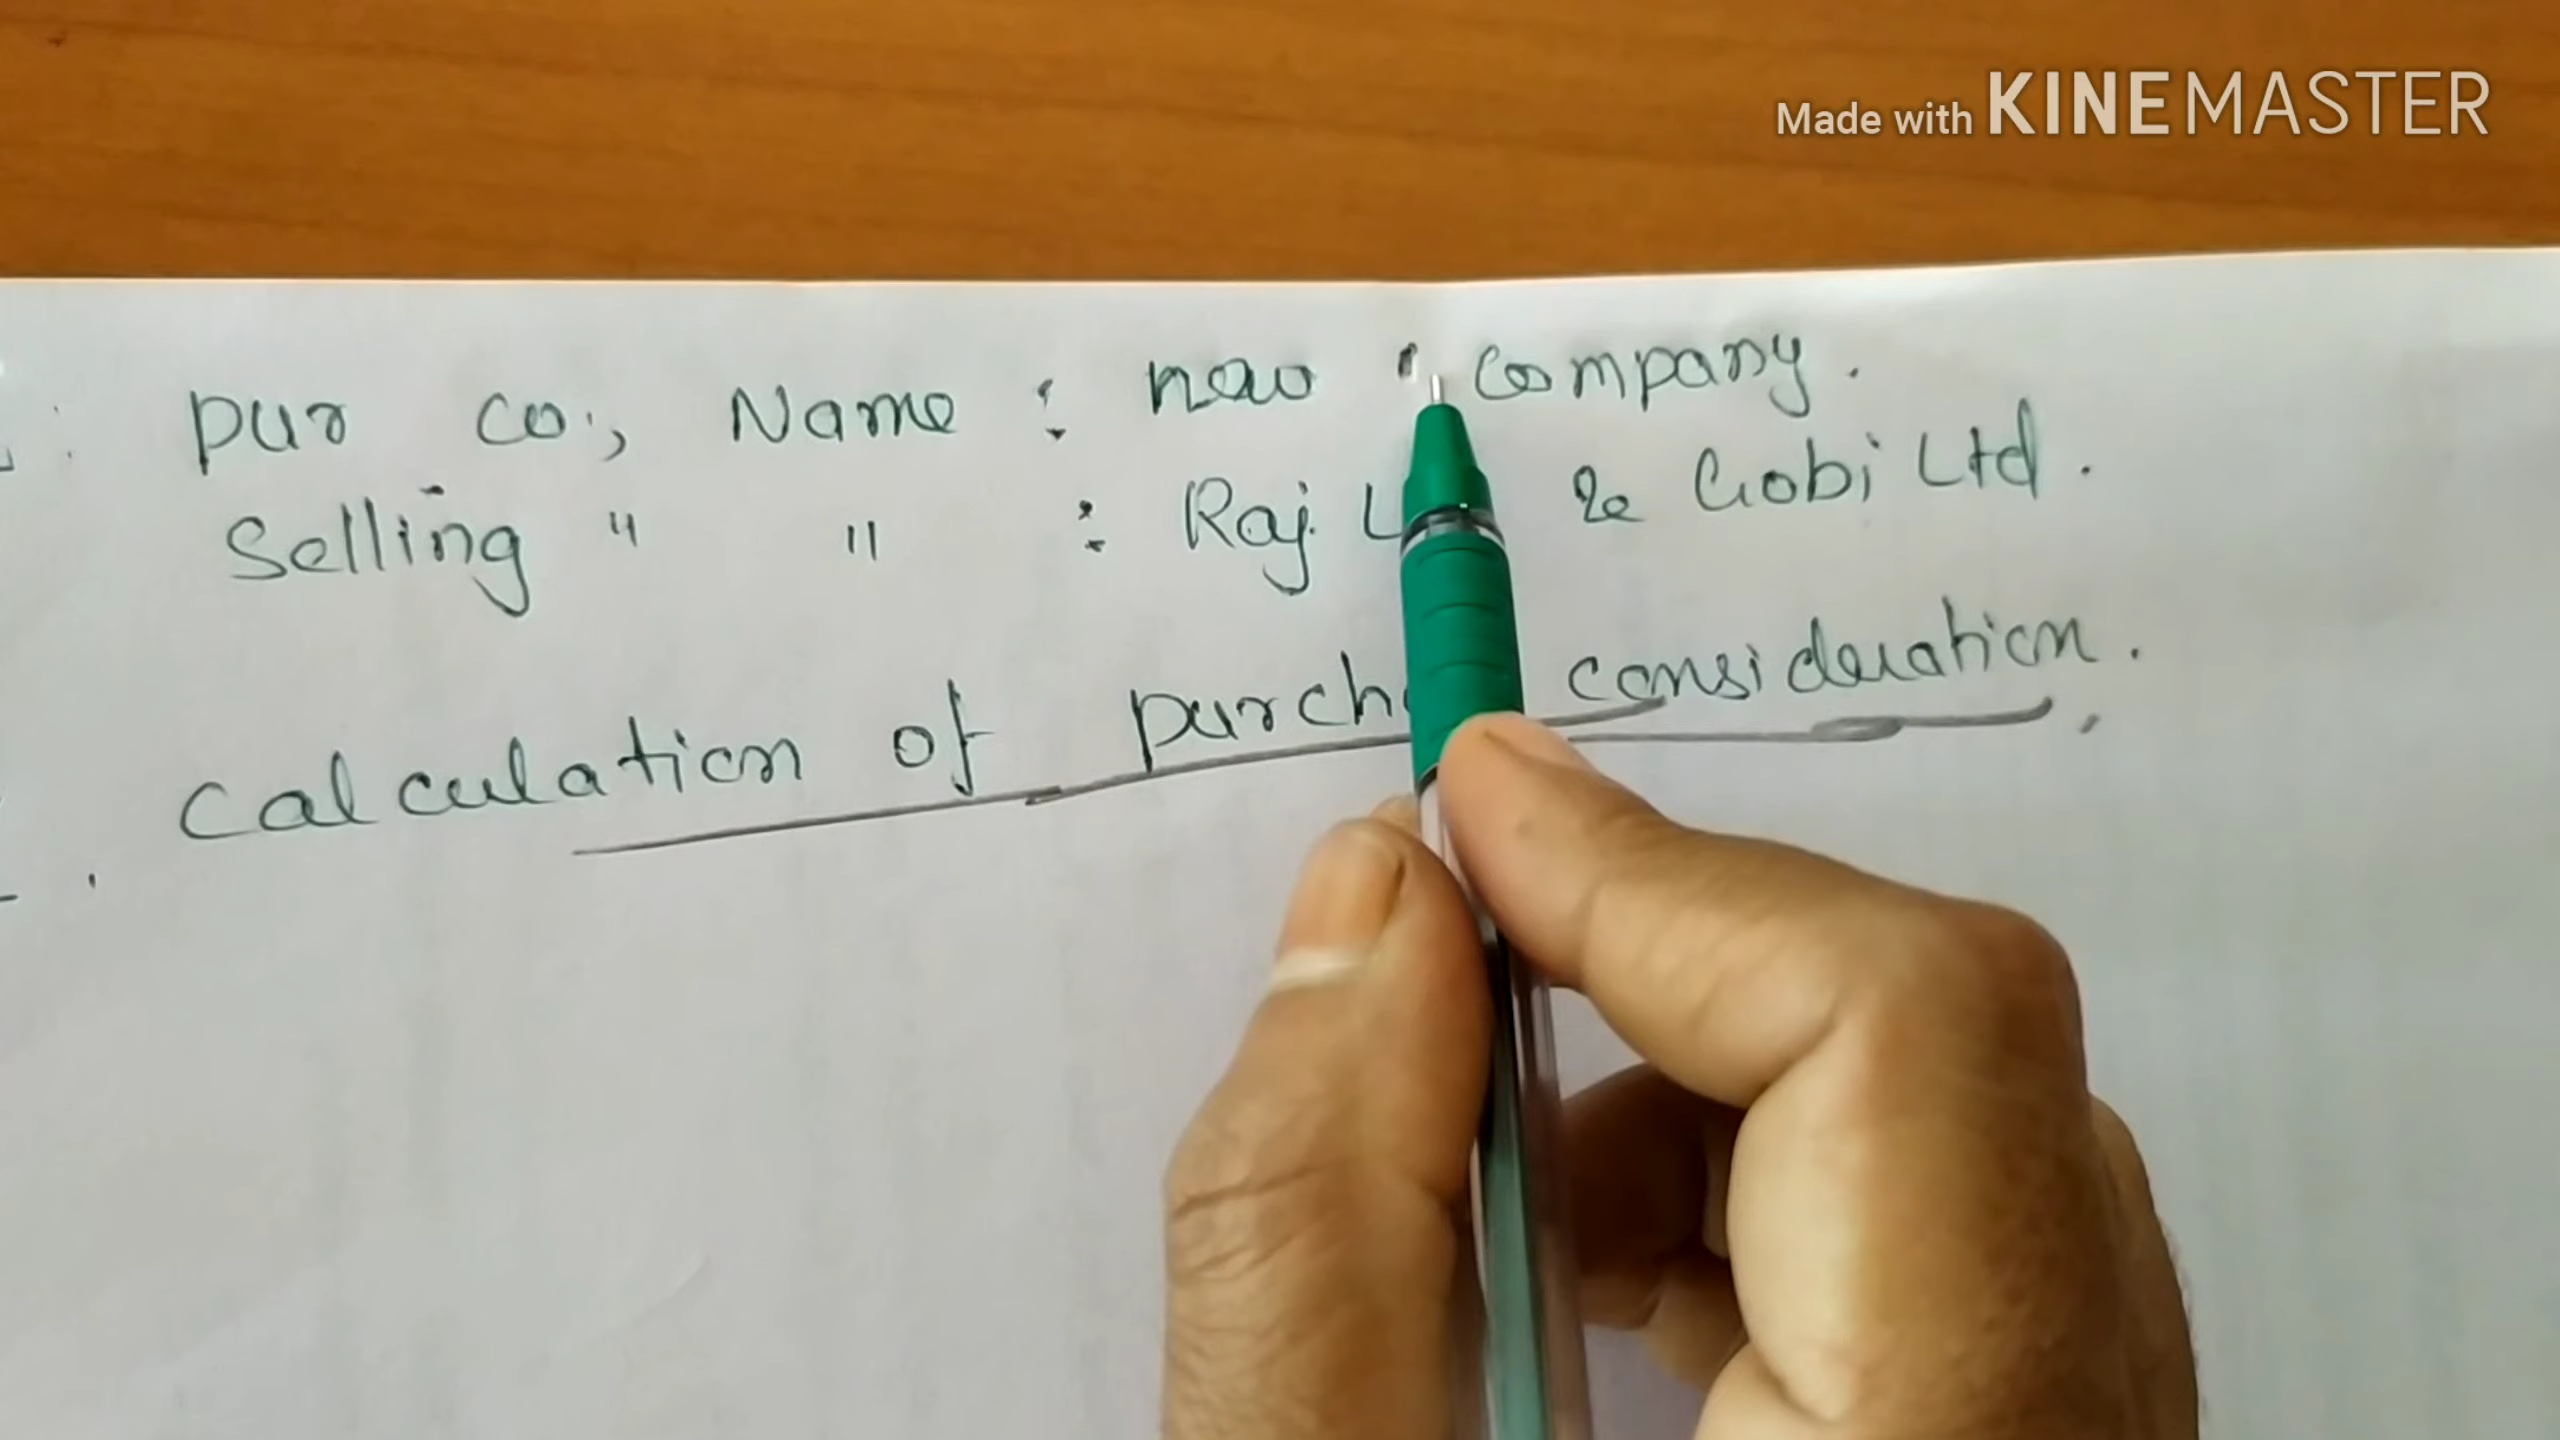 Made with KINEMASTER
Pur Co., Name : new Company.
Selling " " : Raj L & Gobi Ltd.
Calculation of purch consideration.